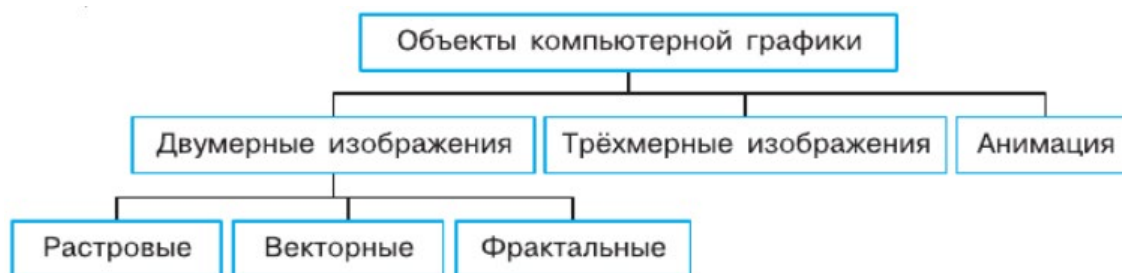 Объекты компьютерной графики
Двумерные изображения
Трёхмерные изображения
Анимация
Растровые
Векторные
Фрактальные